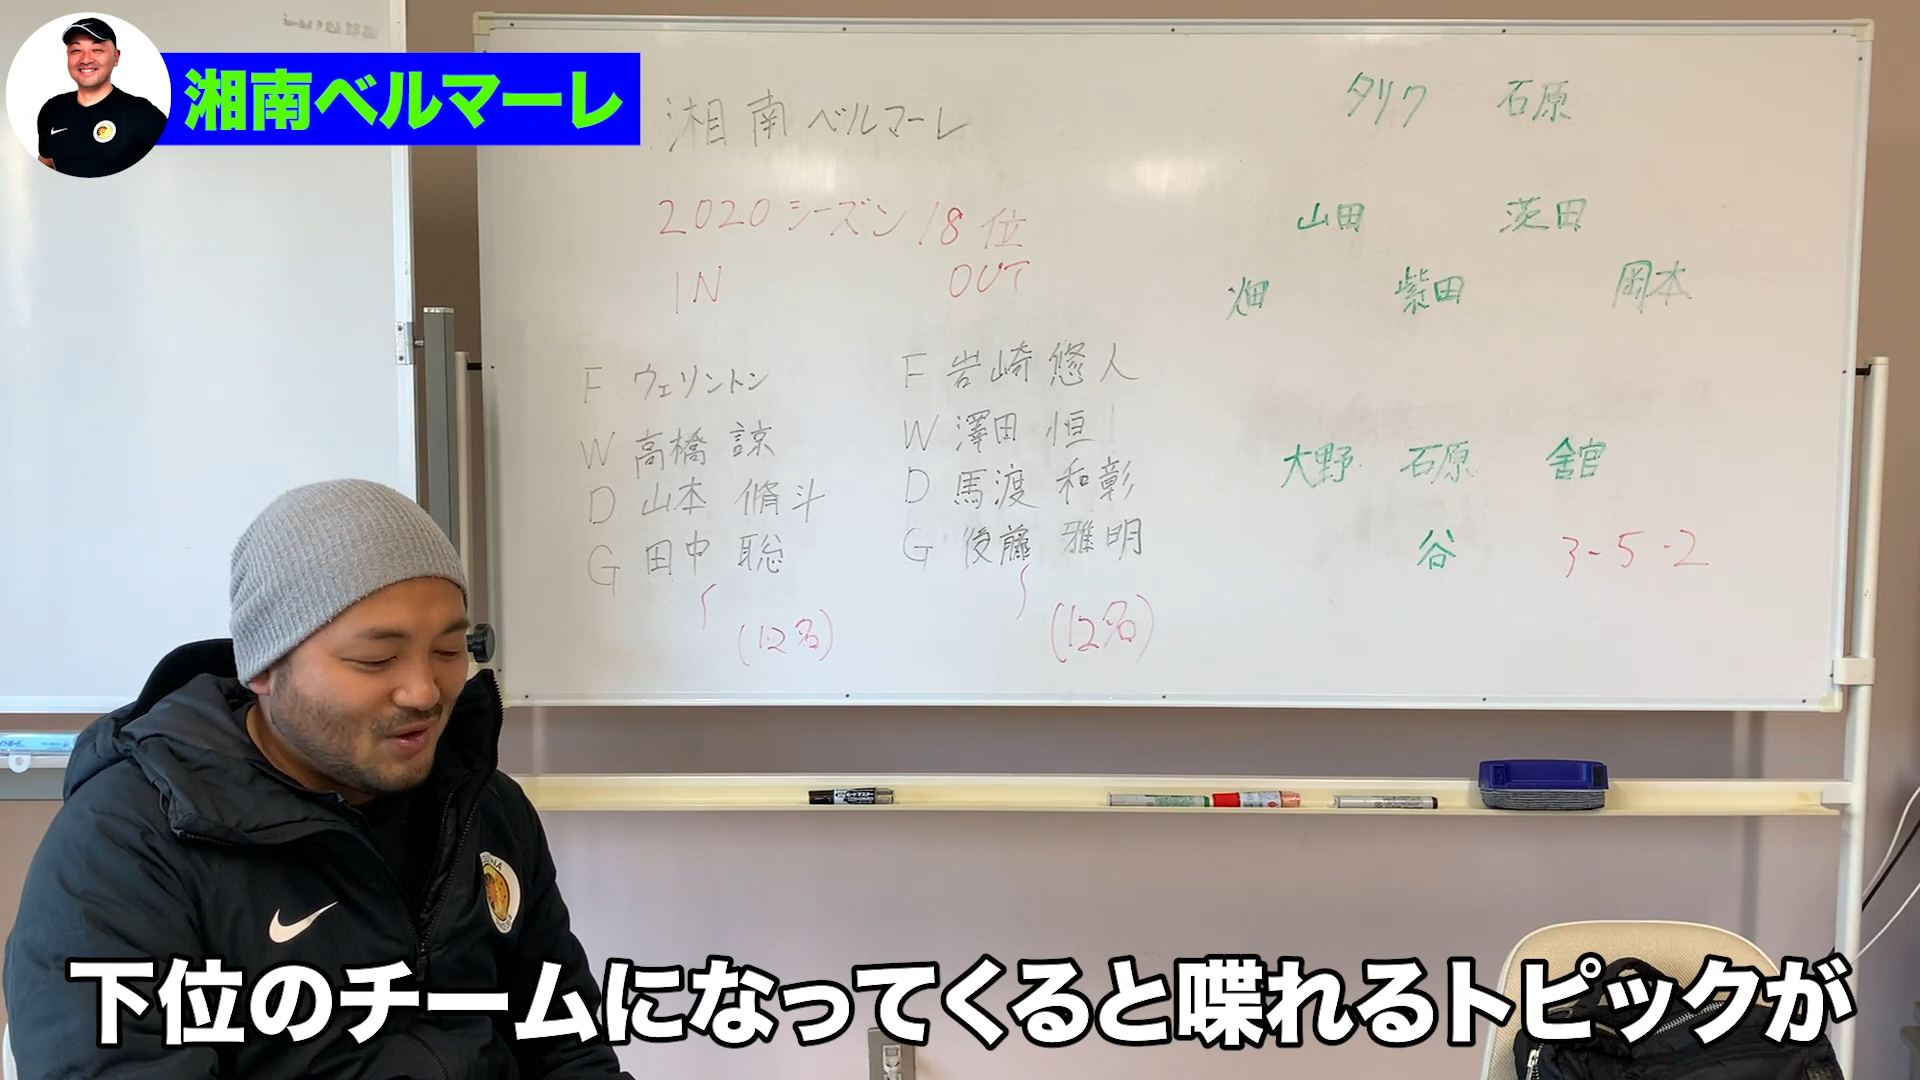 湘南ベルマーレ
湘南ベルマーレ
2020シーズン18位
IN OUT
F ウェリントン
W 高橋 諒
D 山本 脩斗
G 田中 聡
(12名)
F 岩崎 悠人
W 澤田 恒
D 馬渡 和彰
G 後藤 雅明
(12名)
タリク 石原
山田 茨田
畑 柴田 岡本
大野 石原 舘
谷 3-5-2
下位のチームになってくると喋れるトピックが